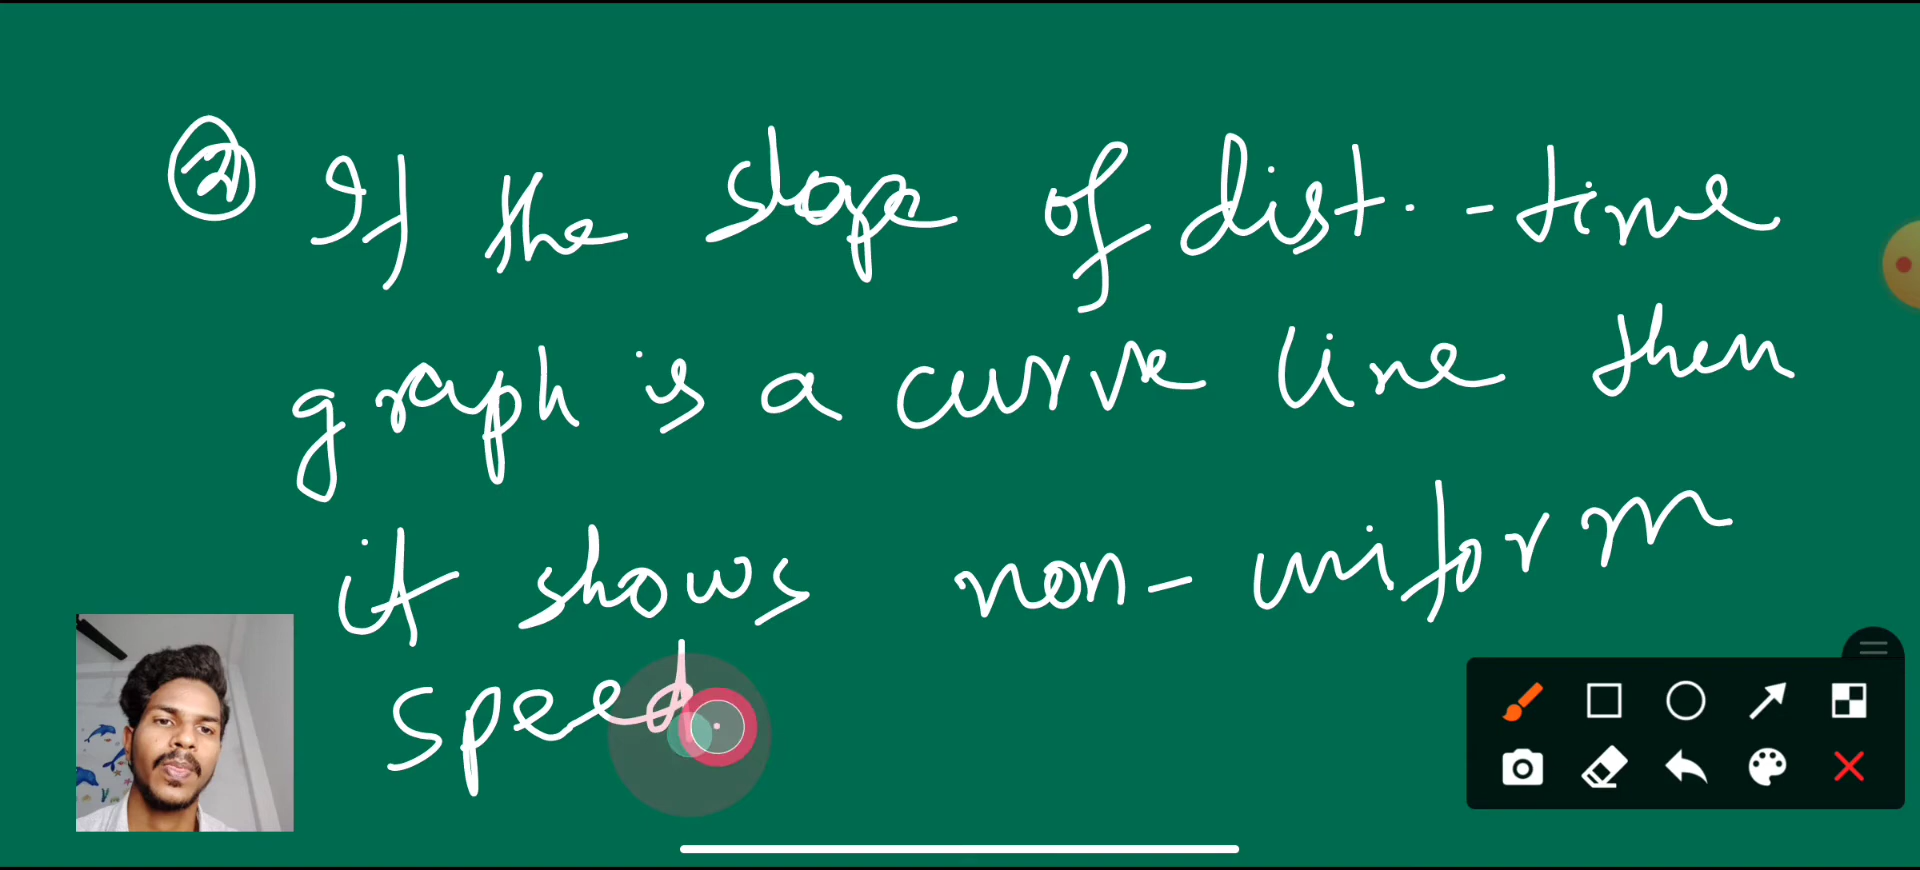 ② If the slope of dist. - time
graph is a curve line then
it shows non-uniform
speed